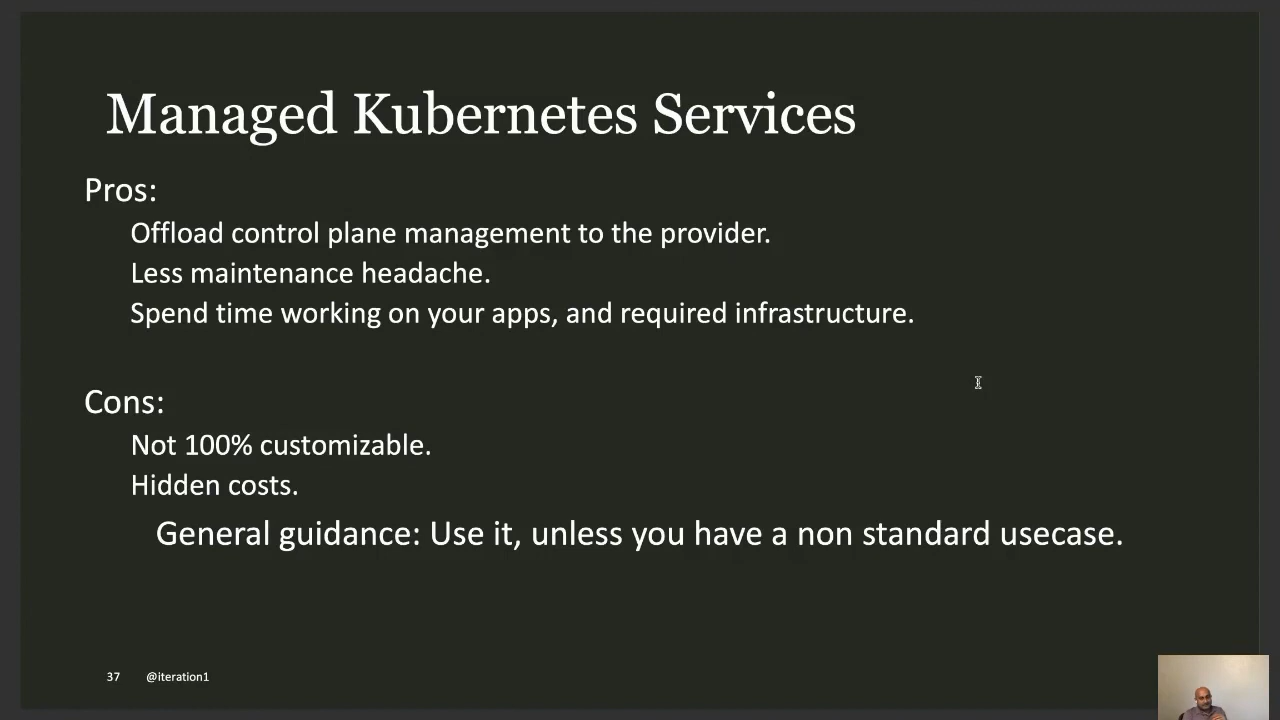 Managed Kubernetes Services
Pros:
Offload control plane management to the provider.
Less maintenance headache.
Spend time working on your apps, and required infrastructure.
Cons:
Not 100% customizable.
Hidden costs.
General guidance: Use it, unless you have a non standard usecase.
37 @iteration1